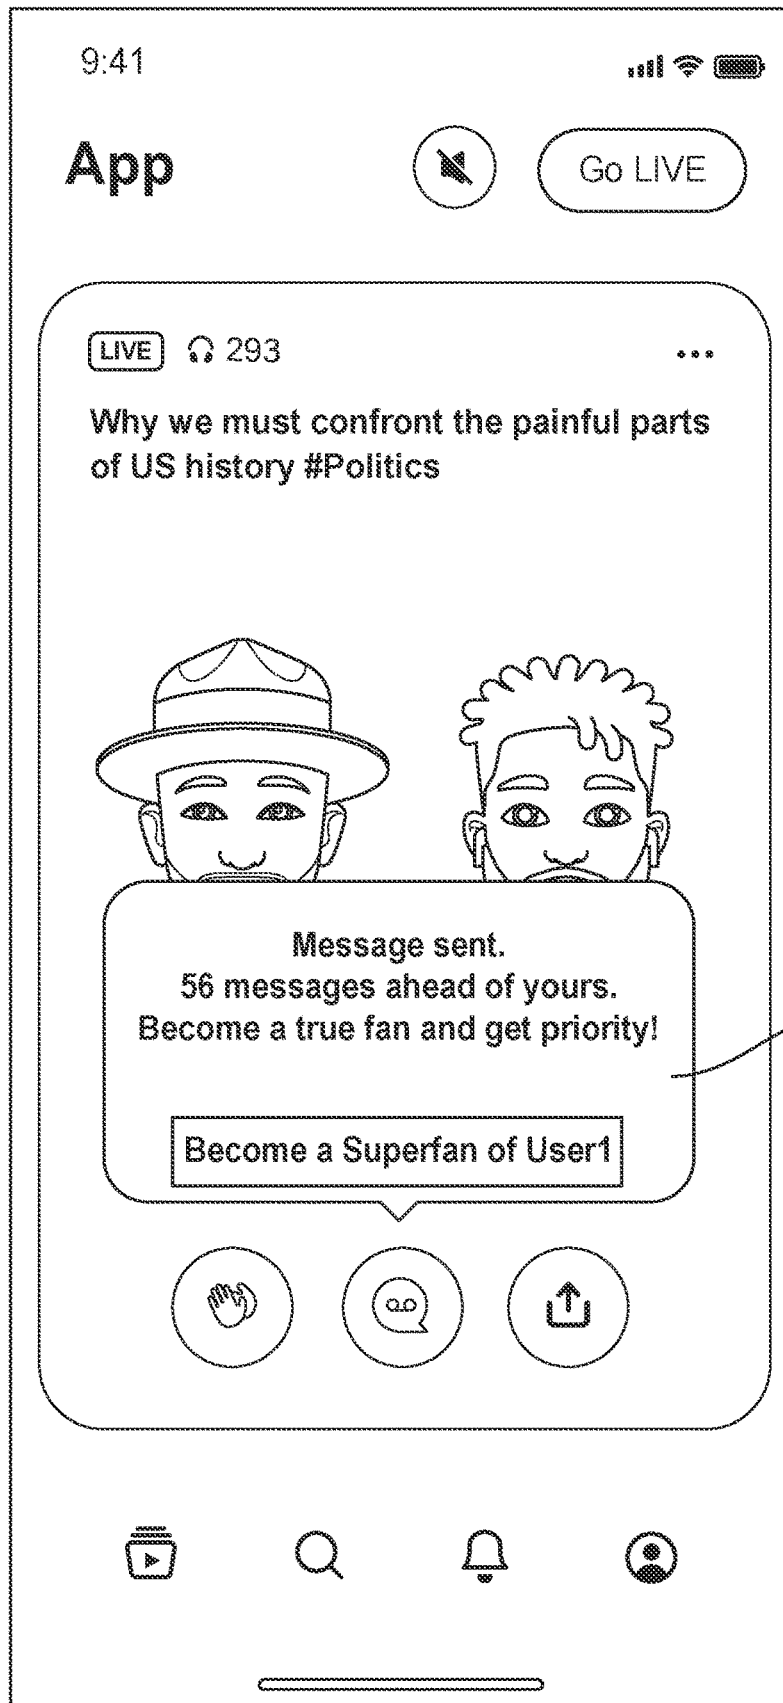 9:41
App
Go LIVE
LIVE 293
Why we must confront the painful parts
of US history #Politics
Message sent.
56 messages ahead of yours.
Become a true fan and get priority!
Become a Superfan of User1